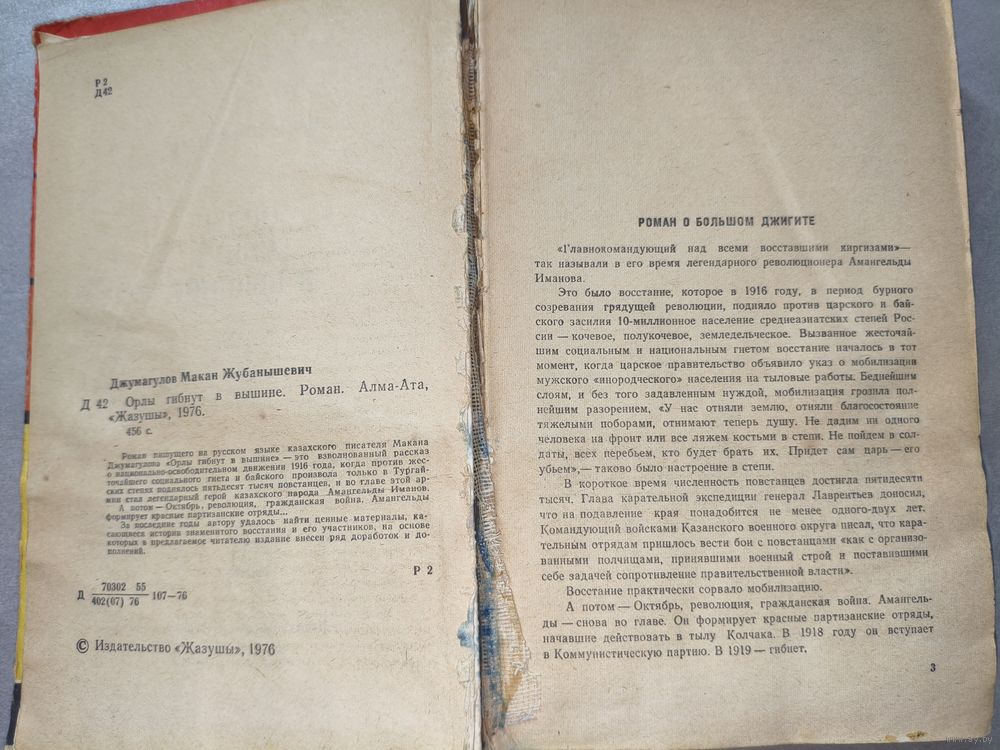 Р 2
Д 42
Джумагулов Макан Жубанышевич
Д 42 Орлы гибнут в вышине. Роман. Алма-Ата,
«Жазушы», 1976.
456 с.
Роман пишущего на русском языке казахского писателя Макана
Джумагулова «Орлы гибнут в вышине» — это взволнованный рассказ
о национально-освободительном движении 1916 года, когда против жес-
точайшего социального гнета и байского произвола только в Тургай-
ских степях поднялось пятьдесят тысяч повстанцев, и во главе этой ар-
мии стал легендарный герой казахского народа Амангельды Иманов.
А потом — Октябрь, революция, гражданская война. Амангельды
формирует красные партизанские отряды...
За последние годы автору удалось найти ценные материалы, ка-
сающиеся истории знаменитого восстания и его участников, на основе
которых в предлагаемое читателю издание внесен ряд доработок и до-
полнений.
Р 2
Д 70302 55
402(07) 76 107—76
© Издательство «Жазушы», 1976
РОМАН О БОЛЬШОМ ДЖИГИТЕ
«Главнокомандующий над всеми восставшими киргизами» —
так называли в его время легендарного революционера Амангельды
Иманова.
Это было восстание, которое в 1916 году, в период бурного
созревания грядущей революции, подняло против царского и бай-
ского засилия 10-миллионное население среднеазиатских степей Рос-
сии — кочевое, полукочевое, земледельческое. Вызванное жесточай-
шим социальным и национальным гнетом восстание началось в тот
момент, когда царское правительство объявило указ о мобилизации
мужского «инородческого» населения на тыловые работы. Беднейшим
слоям, и без того задавленным нуждой, мобилизация грозила пол-
нейшим разорением, «У нас отняли землю, отняли благосостояние
тяжелыми поборами, отнимают теперь душу. Не дадим ни одного
человека на фронт или все ляжем костьми в степи. Не пойдем в сол-
даты, всех перебьем, кто будет брать их. Придет сам царь — его
убьем»,— таково было настроение в степи.
В короткое время численность повстанцев достигла пятидесяти
тысяч. Глава карательной экспедиции генерал Лаврентьев доносил,
что на подавление края понадобится не менее одного-двух лет.
Командующий войсками Казанского военного округа писал, что кара-
тельным отрядам пришлось вести бои с повстанцами «как с организо-
ванными полчищами, принявшими военный строй и поставившими
себе задачей сопротивление правительственной власти».
Восстание практически сорвало мобилизацию.
А потом — Октябрь, революция, гражданская война. Амангель-
ды — снова во главе. Он формирует красные партизанские отряды,
начавшие действовать в тылу Колчака. В 1918 году он вступает
в Коммунистическую партию. В 1919 — гибнет.
3
www.ay.by